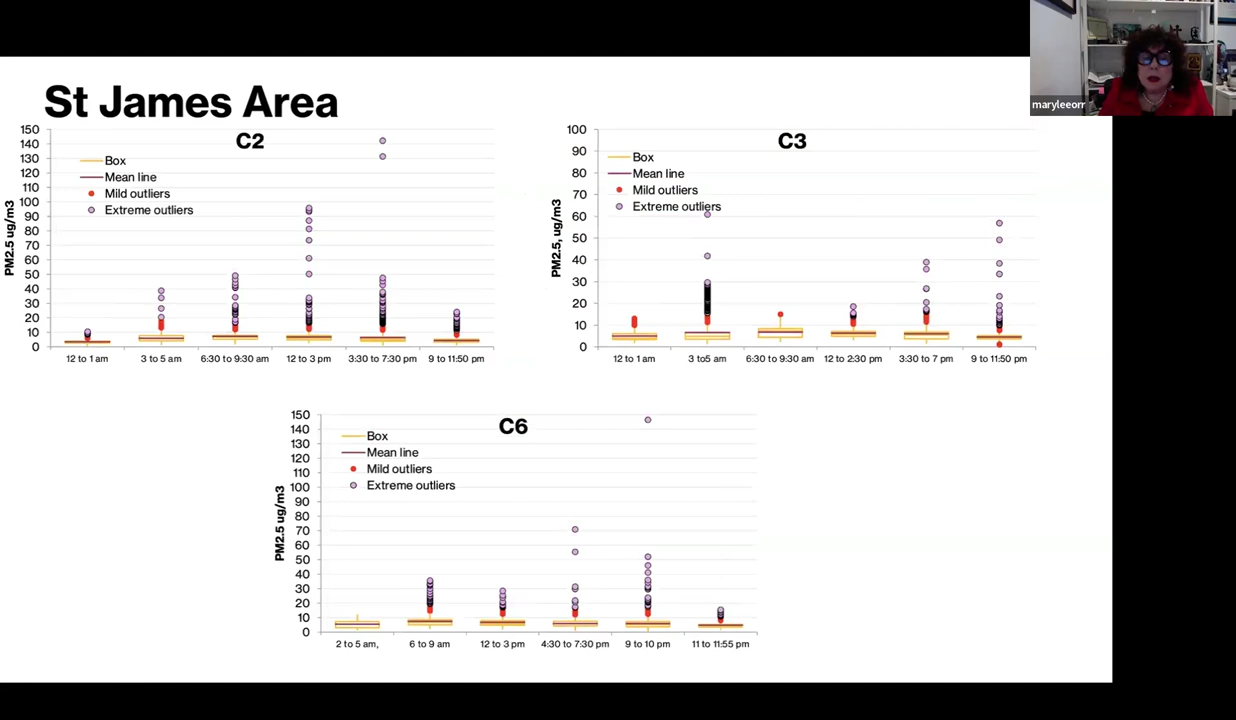 maryleeorr
St James Area
C2
150
140
130
120
110
100
90
80
70
60
50
40
30
20
10
0
PM2.5 ug/m3
Box
Mean line
Mild outliers
Extreme outliers
12 to 1 am
3 to 5 am
6:30 to 9:30 am
12 to 3 pm
3:30 to 7:30 pm
9 to 11:50 pm
C3
100
90
80
70
60
50
40
30
20
10
0
PM2.5, ug/m3
Box
Mean line
Mild outliers
Extreme outliers
12 to 1 am
3 to5 am
6:30 to 9:30 am
12 to 2:30 pm
3:30 to 7 pm
9 to 11:50 pm
C6
150
140
130
120
110
100
90
80
70
60
50
40
30
20
10
0
PM2.5 ug/m3
Box
Mean line
Mild outliers
Extreme outliers
2 to 5 am,
6 to 9 am
12 to 3 pm
4:30 to 7:30 pm
9 to 10 pm
11 to 11:55 pm